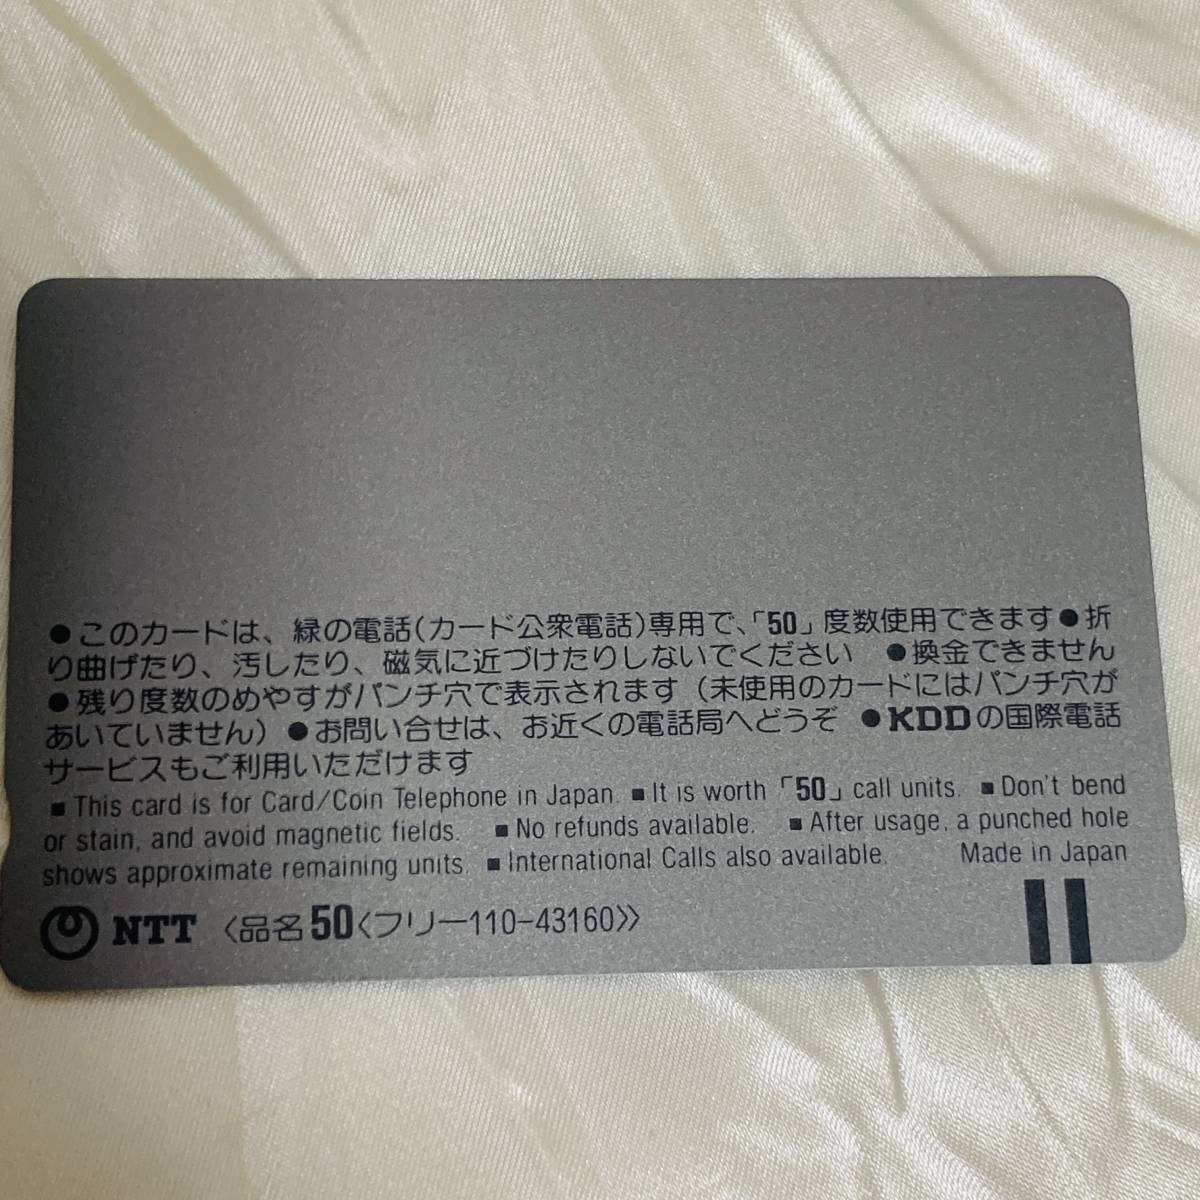 ●このカードは、緑の電話(カード公衆電話)専用で、「50」度数使用できます●折
り曲げたり、汚したり、磁気に近づけたりしないでください ●換金できません
●残り度数のめやすがパンチ穴で表示されます(未使用のカードにはパンチ穴が
あいていません)●お問い合せは、お近くの電話局へどうぞ ●KDDの国際電話
サービスもご利用いただけます
■This card is for Card/Coin Telephone in Japan. ■It is worth「50」call units. ■Don't bend
or stain, and avoid magnetic fields. ■No refunds available. ■After usage, a punched hole
shows approximate remaining units. ■International Calls also available. Made in Japan
NTT 〈品名50〈フリー110-43160〉〉